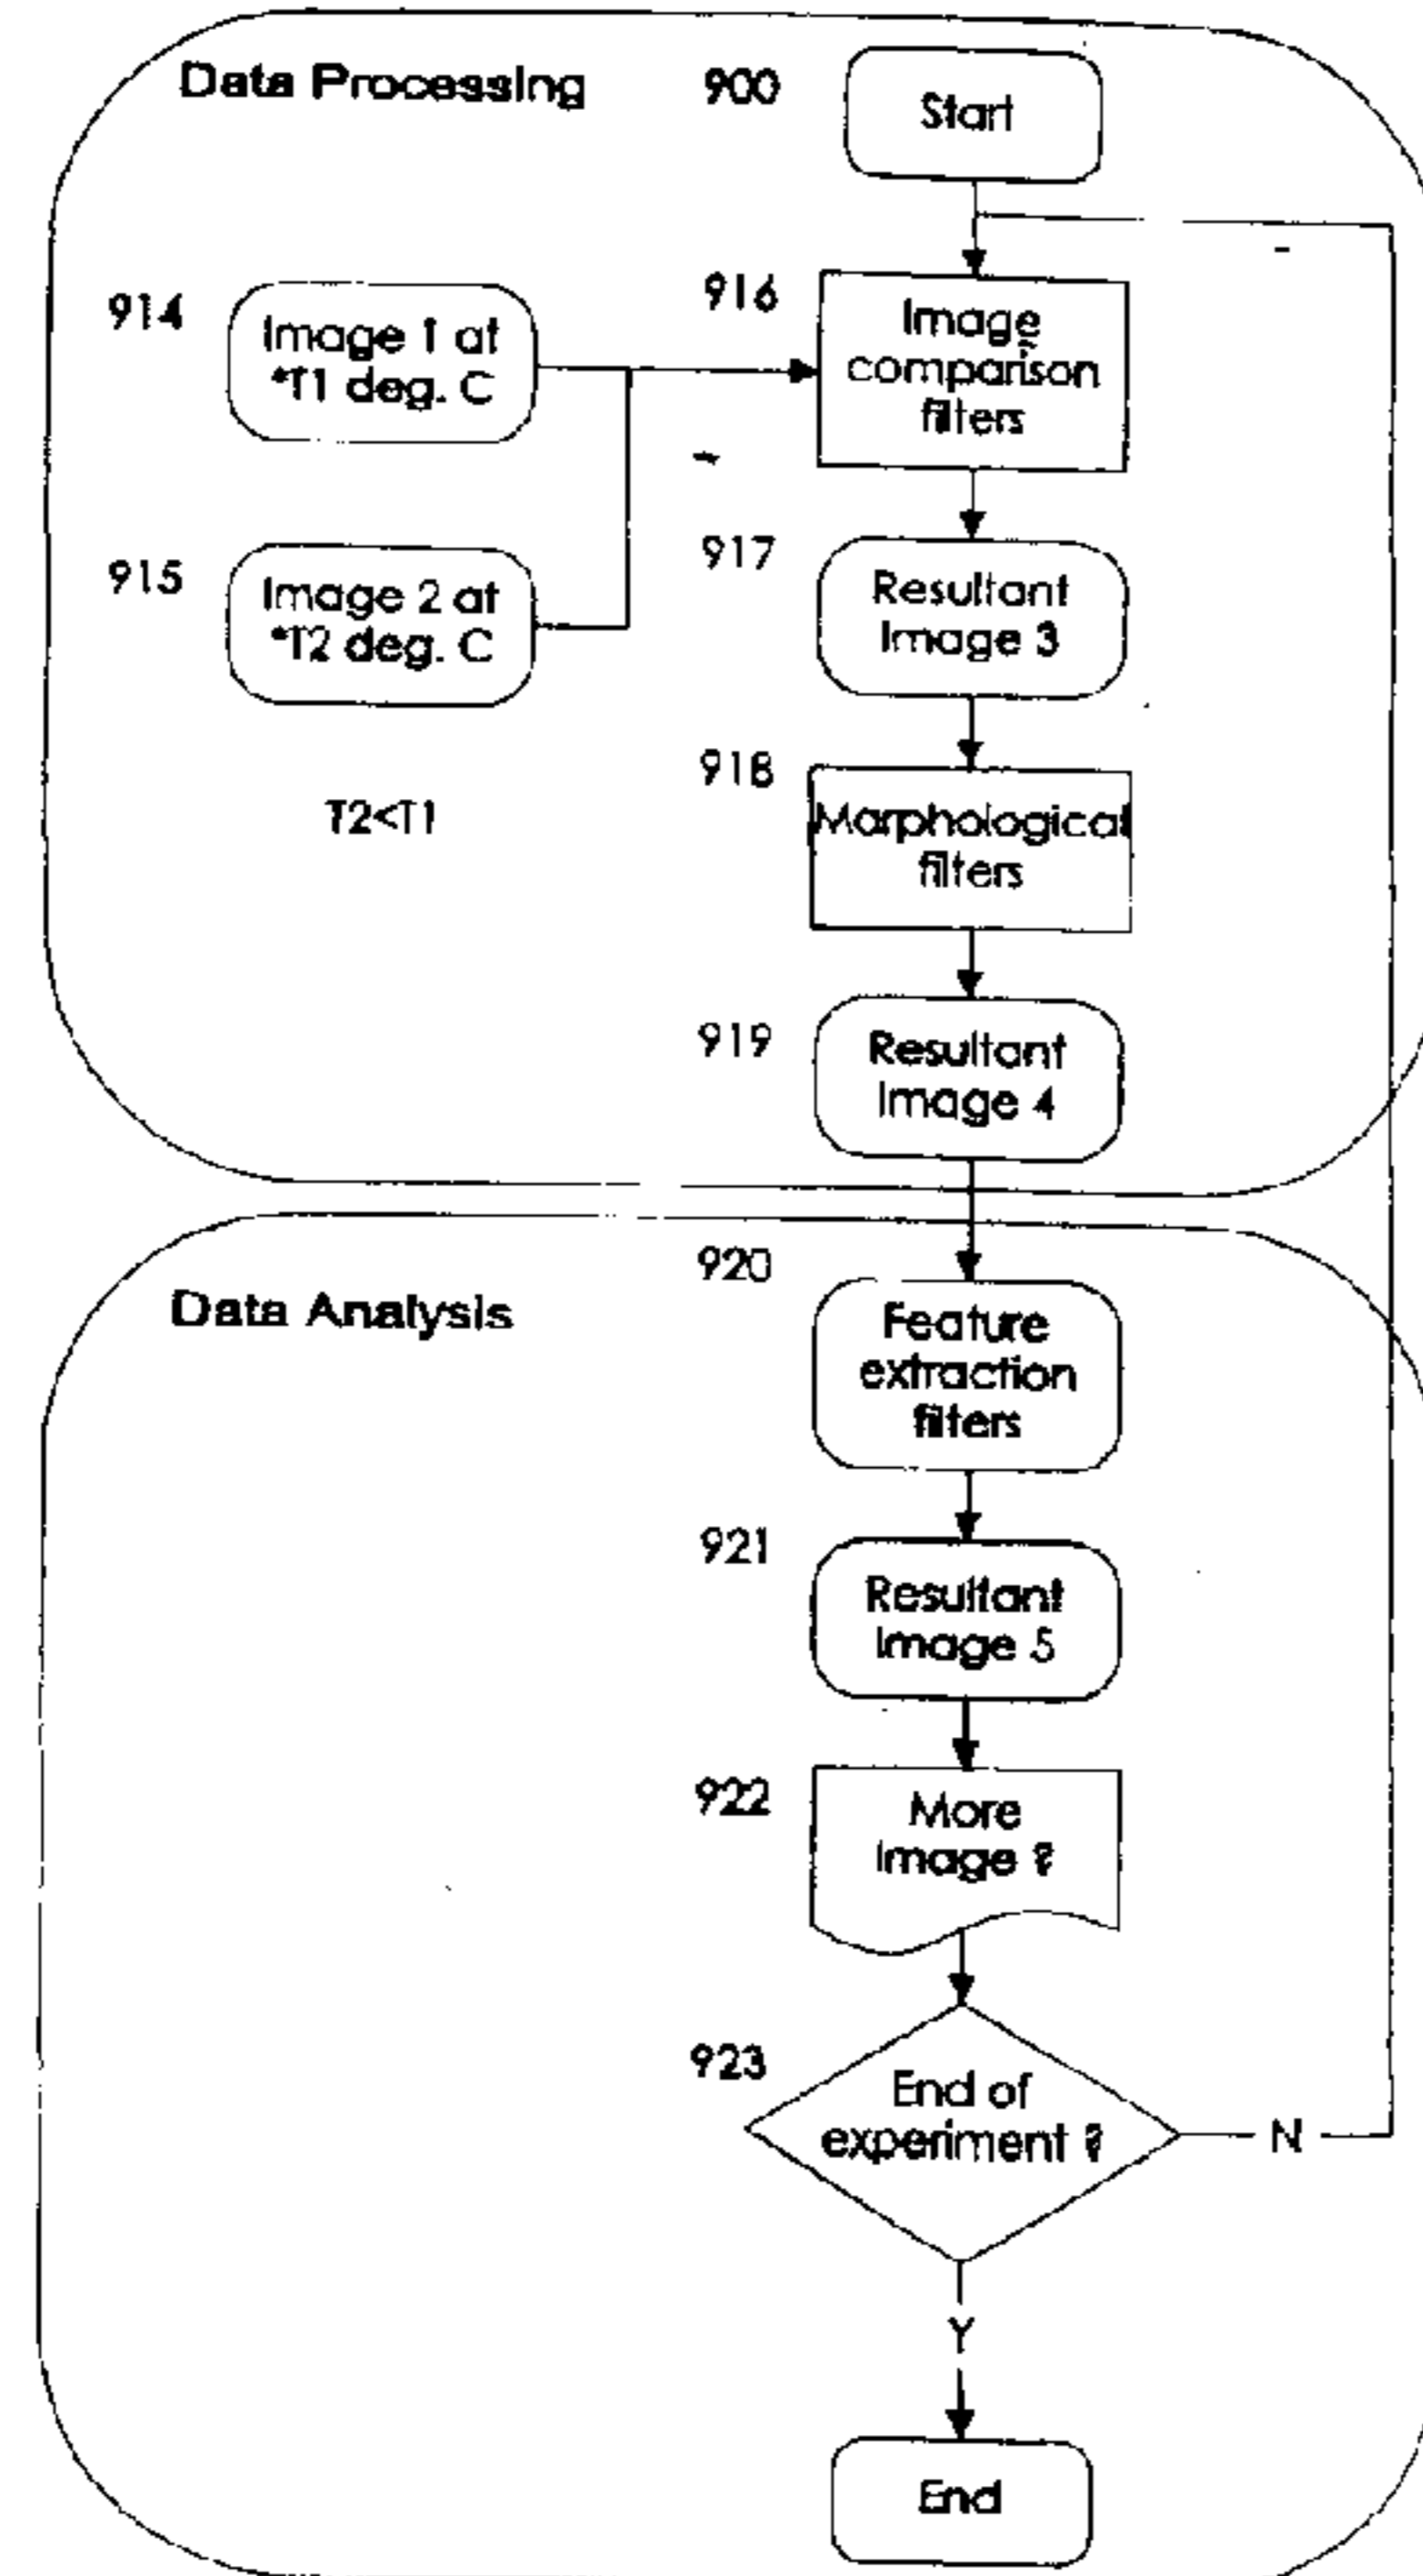 Data Processing
900
Start
914
Image 1 at
*T1 deg. C
916
Image
comparison
filters
915
Image 2 at
*T2 deg. C
917
Resultant
Image 3
T2<T1
918
Morphological
filters
919
Resultant
Image 4
Data Analysis
920
Feature
extraction
filters
921
Resultant
Image 5
922
More
Image ?
923
End of
experiment ?
N
Y
End